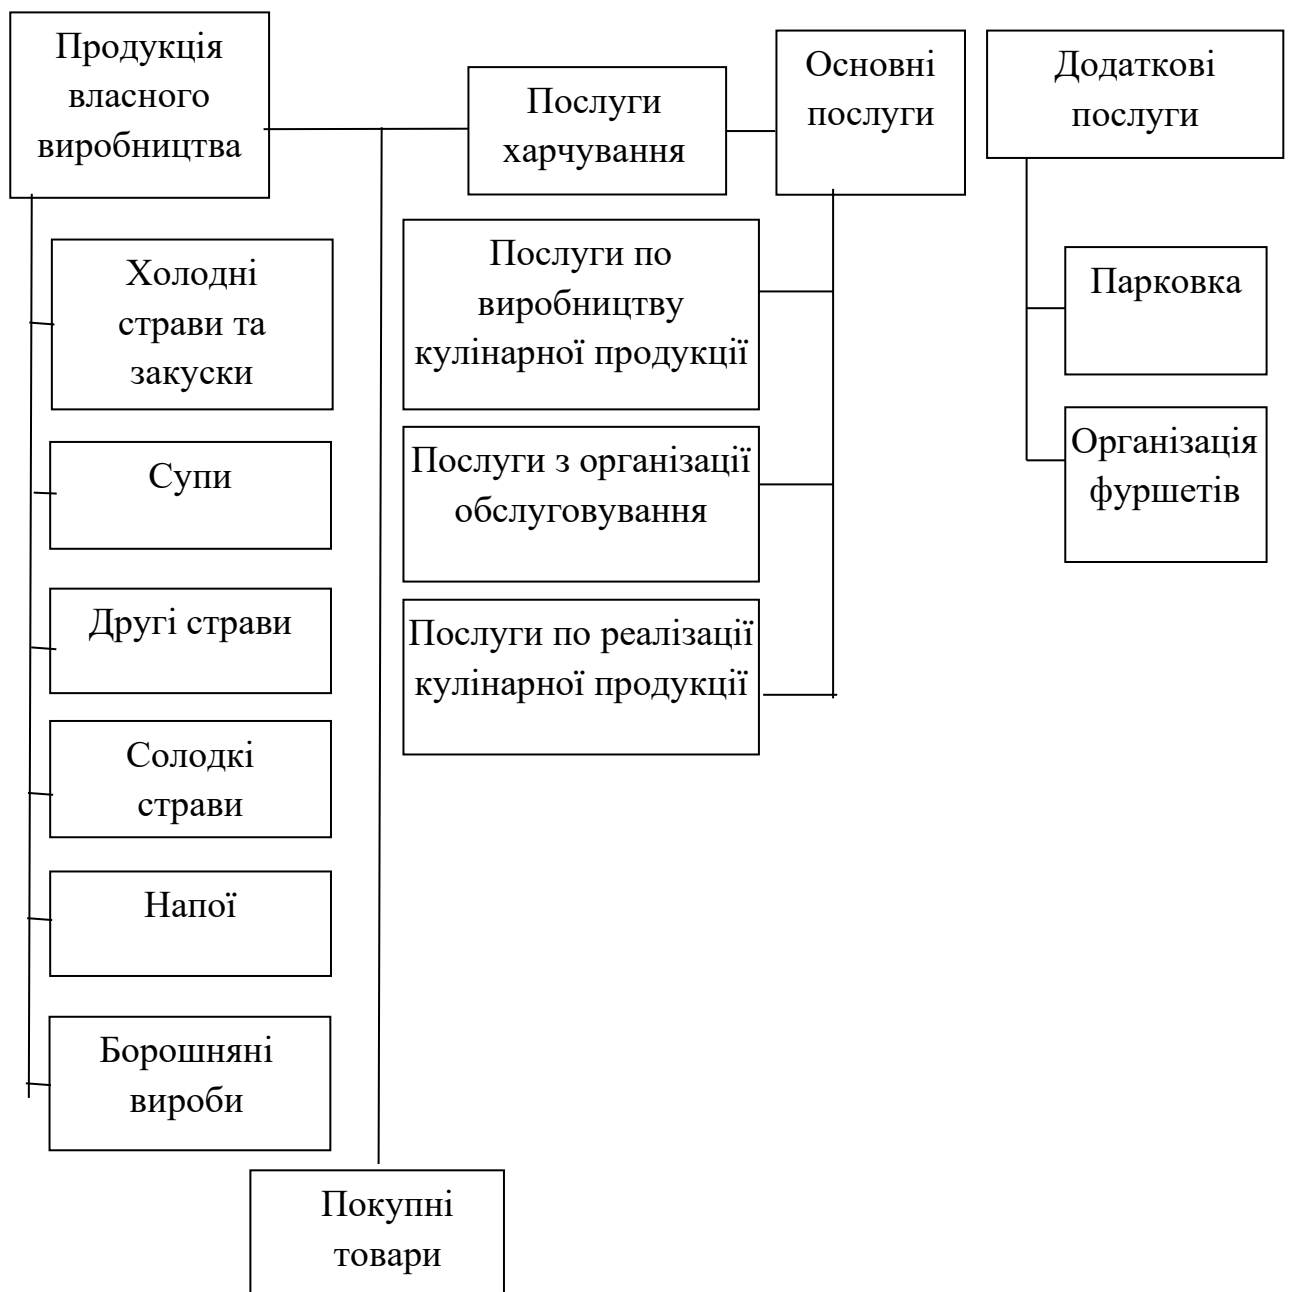 Продукція
власного
виробництва
Послуги
харчування
Основні
послуги
Додаткові
послуги
Холодні
страви та
закуски
Супи
Другі страви
Солодкі
страви
Напої
Борошняні
вироби
Покупні
товари
Послуги по
виробництву
кулінарної продукції
Послуги з організації
обслуговування
Послуги по реалізації
кулінарної продукції
Парковка
Організація
фуршетів